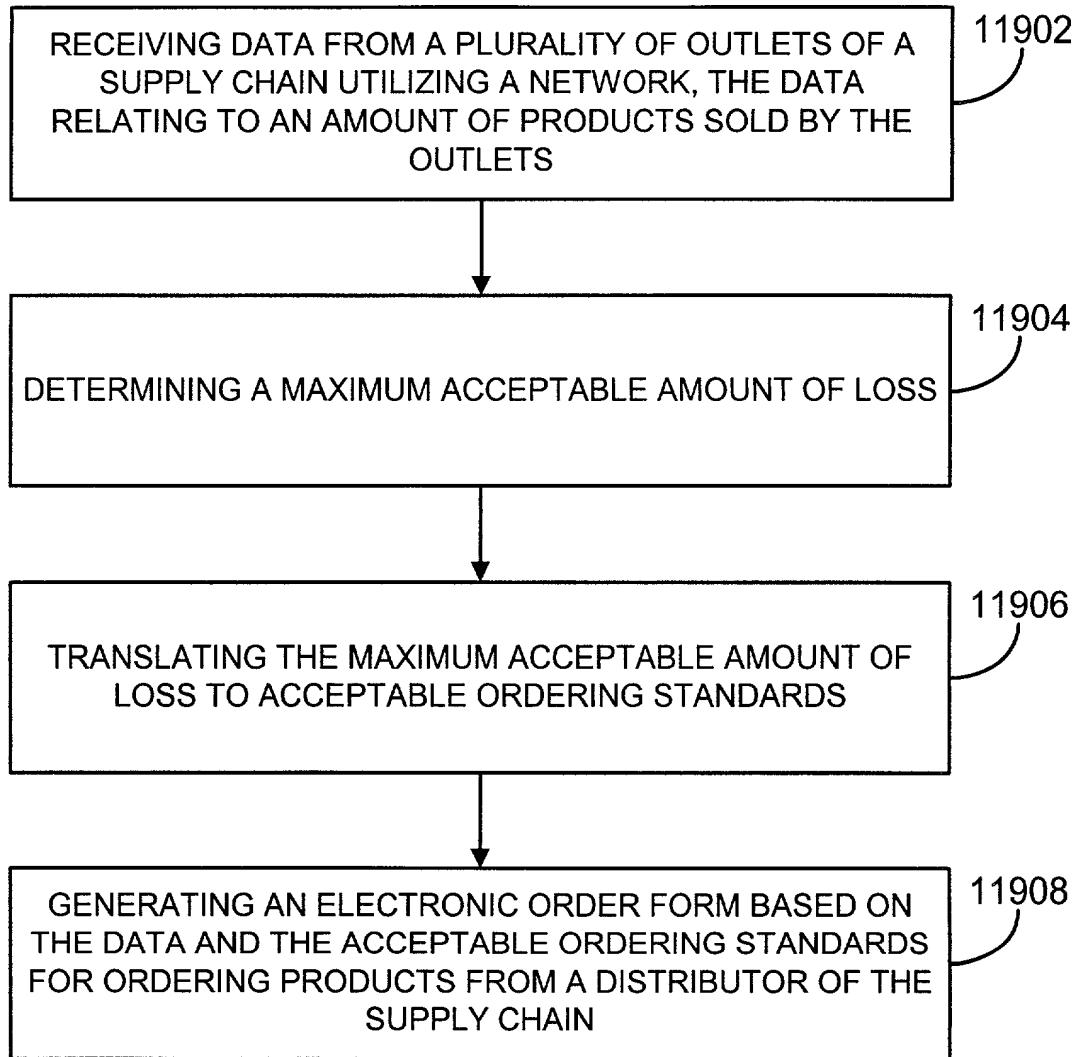 RECEIVING DATA FROM A PLURALITY OF OUTLETS OF A
SUPPLY CHAIN UTILIZING A NETWORK, THE DATA
RELATING TO AN AMOUNT OF PRODUCTS SOLD BY THE
OUTLETS
11902
DETERMINING A MAXIMUM ACCEPTABLE AMOUNT OF LOSS
11904
TRANSLATING THE MAXIMUM ACCEPTABLE AMOUNT OF
LOSS TO ACCEPTABLE ORDERING STANDARDS
11906
GENERATING AN ELECTRONIC ORDER FORM BASED ON
THE DATA AND THE ACCEPTABLE ORDERING STANDARDS
FOR ORDERING PRODUCTS FROM A DISTRIBUTOR OF THE
SUPPLY CHAIN
11908